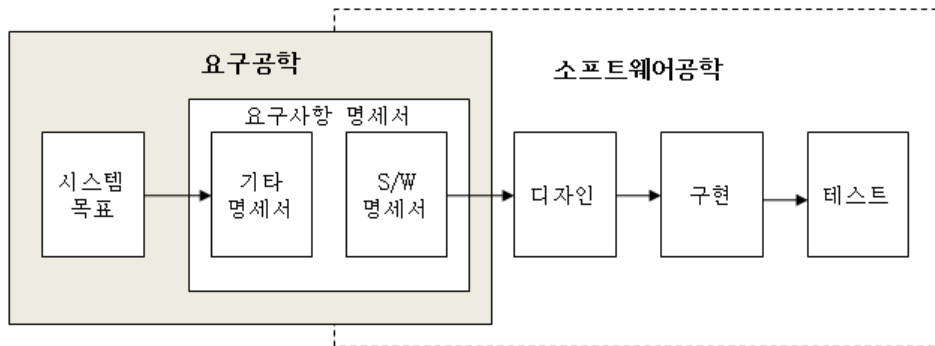 요구공학
소프트웨어공학
요구사항 명세서
시스템
목표
기타
명세서
S/W
명세서
디자인
구현
테스트